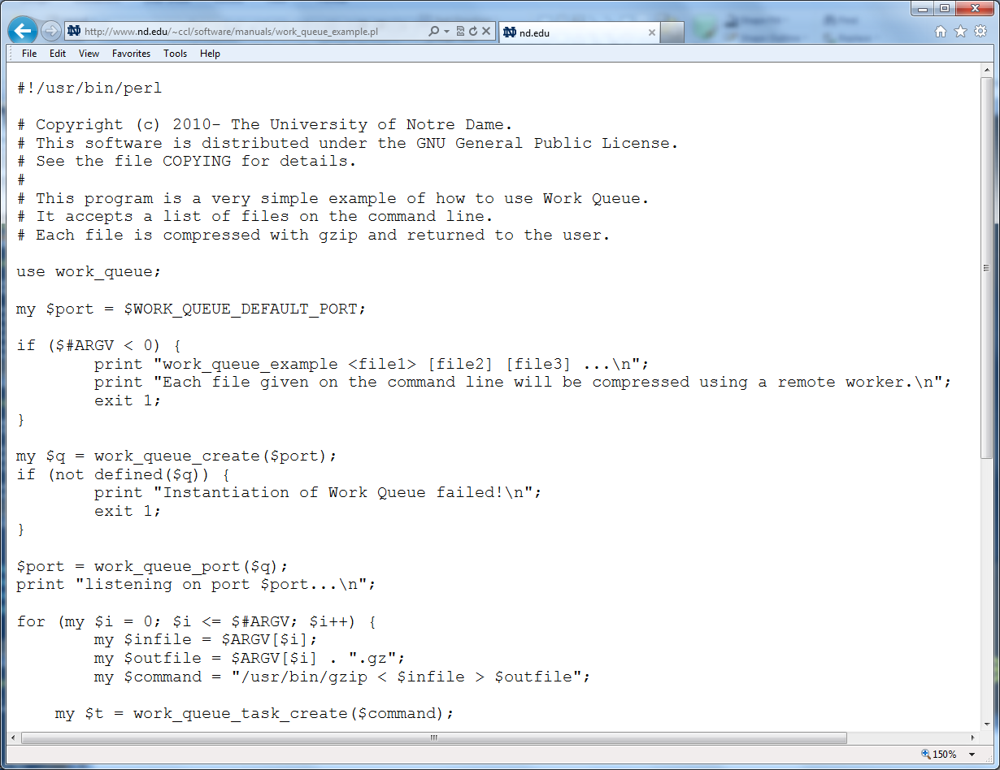 http://www.nd.edu/~ccl/software/manuals/work_queue_example.pl
nd.edu
File Edit View Favorites Tools Help
#!/usr/bin/perl
# Copyright (c) 2010- The University of Notre Dame.
# This software is distributed under the GNU General Public License.
# See the file COPYING for details.
#
# This program is a very simple example of how to use Work Queue.
# It accepts a list of files on the command line.
# Each file is compressed with gzip and returned to the user.
use work_queue;
my $port = $WORK_QUEUE_DEFAULT_PORT;
if ($#ARGV < 0) {
print "work_queue_example <file1> [file2] [file3] ...\n";
print "Each file given on the command line will be compressed using a remote worker.\n";
exit 1;
}
my $q = work_queue_create($port);
if (not defined($q)) {
print "Instantiation of Work Queue failed!\n";
exit 1;
}
$port = work_queue_port($q);
print "listening on port $port...\n";
for (my $i = 0; $i <= $#ARGV; $i++) {
my $infile = $ARGV[$i];
my $outfile = $ARGV[$i] . ".gz";
my $command = "/usr/bin/gzip < $infile > $outfile";
my $t = work_queue_task_create($command);
150%